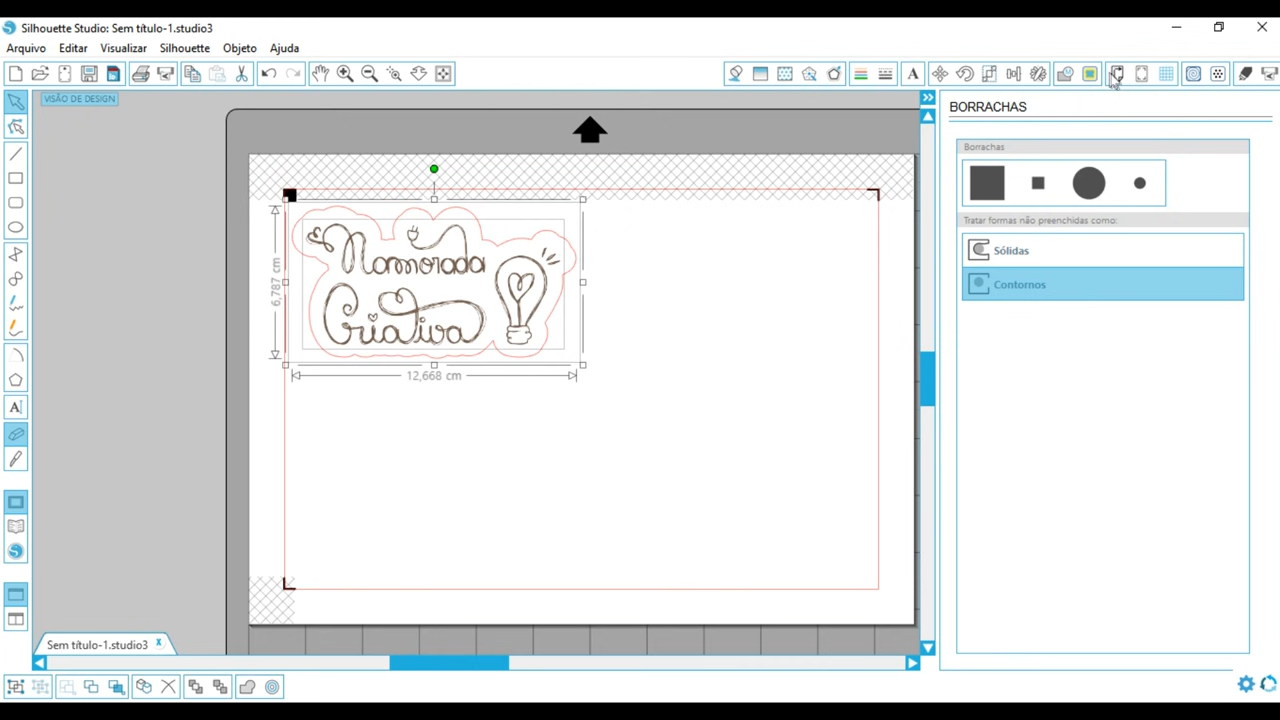 Silhouette Studio: Sem título-1.studio3
Arquivo Editar Visualizar Silhouette Objeto Ajuda
VISÃO DE DESIGN
BORRACHAS
Borrachas
Tratar formas não preenchidas como:
Sólidas
Contornos
Namorada
Criativa
6,787 cm
12,668 cm
Sem título-1.studio3